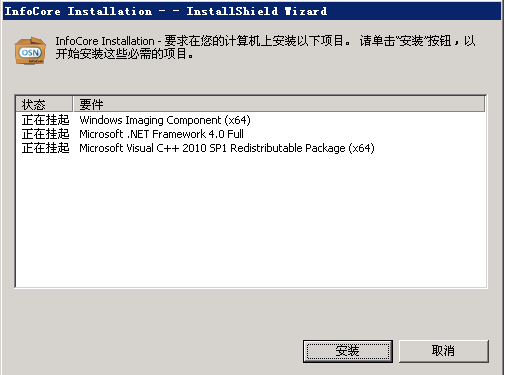 InfoCore Installation - - InstallShield Wizard
InfoCore Installation - 要求在您的计算机上安装以下项目。 请单击“安装”按钮，以
开始安装这些必需的项目。
OSN
状态 要件
正在挂起 Windows Imaging Component (x64)
正在挂起 Microsoft .NET Framework 4.0 Full
正在挂起 Microsoft Visual C++ 2010 SP1 Redistributable Package (x64)
安装 取消